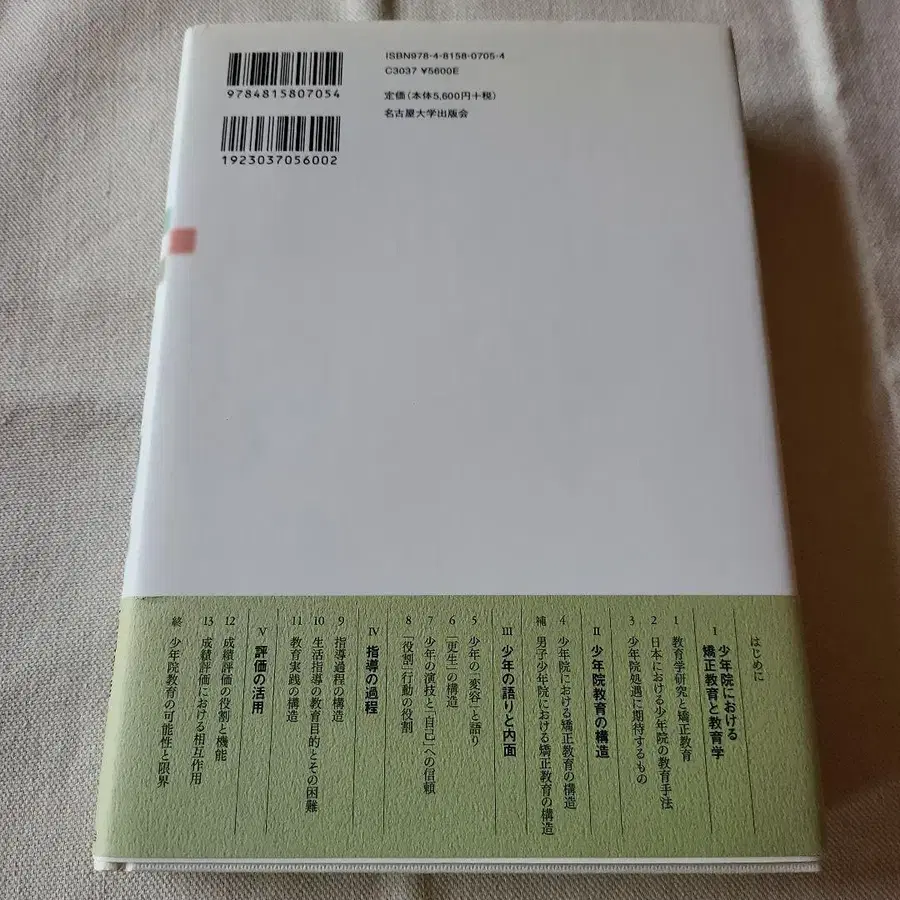 ISBN978-4-8158-0705-4
C3037 ¥5600E
定価(本体5,600円+税)
名古屋大学出版会
9784815807054
1923037056002
はじめに
I 少年院における
矯正教育と教育学
1 教育学研究と矯正教育
2 日本における少年院の教育手法
3 少年院処遇に期待するもの
II 少年院教育の構造
4 少年院における矯正教育の構造
補 男子少年院における矯正教育の構造
III 少年の語りと内面
5 少年の「変容」と語り
6 「更生」の構造
7 少年の演技と「自己」への信頼
8 「役割」行動の役割
IV 指導の過程
9 指導過程の構造
10 生活指導の教育目的とその困難
11 教育実践の構造
V 評価の活用
12 成績評価の役割と機能
13 成績評価における相互作用
終 少年院教育の可能性と限界